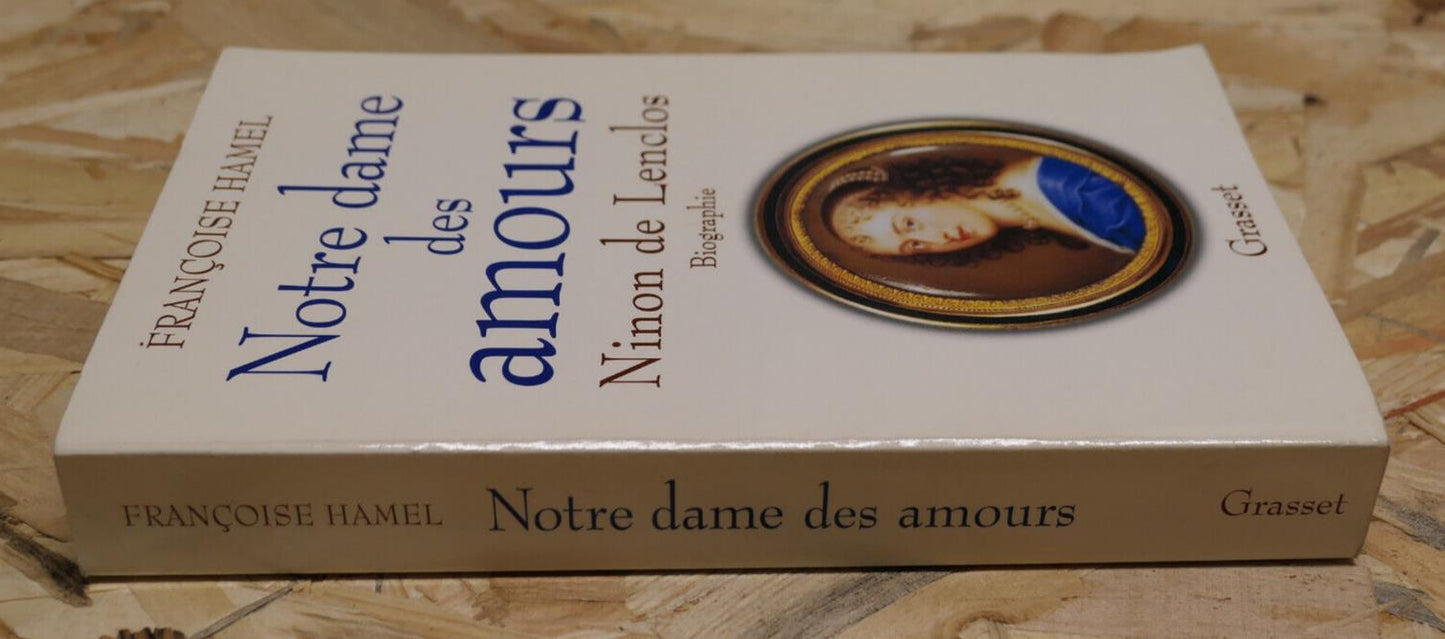 FRANÇOISE HAMEL
Notre dame
des
amours
Ninon de Lenclos
Biographie
Grasset
FRANÇOISE HAMEL Notre dame des amours Grasset